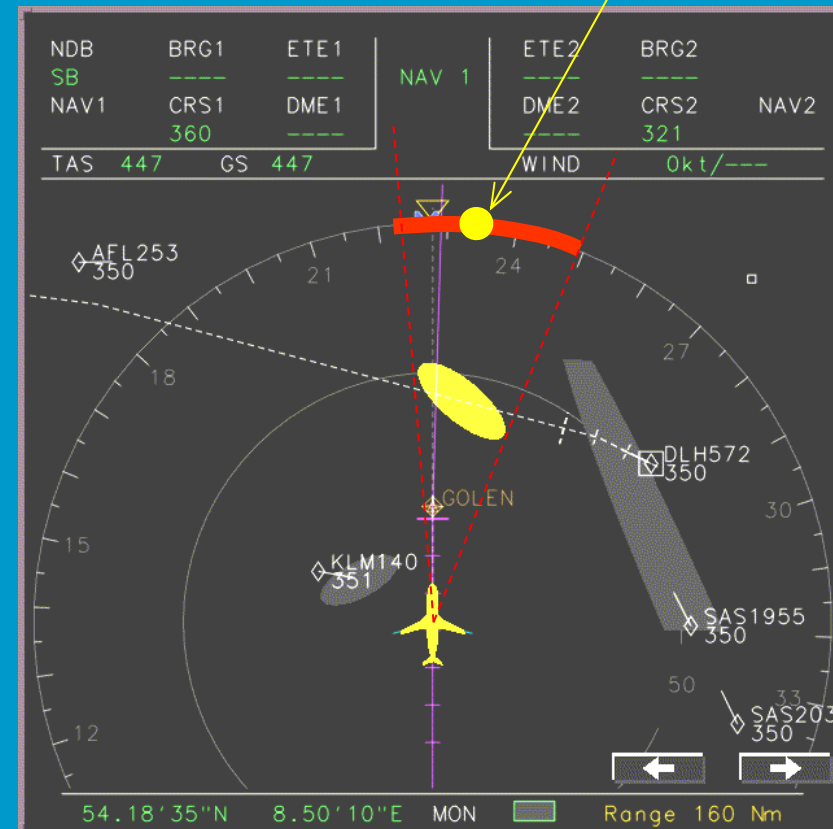 NDB BRG1 ETE1 ETE2 BRG2
SB ---- ---- NAV 1 ---- ----
NAV1 CRS1 DME1 DME2 CRS2 NAV2
360 ---- ---- 321
TAS 447 GS 447 WIND 0kt/---
AFL253
350
21
24
18
27
DLH572
350
GOLEN
30
15
KLM140
351
SAS1955
350
50
33
SAS203
350
12
54.18'35"N 8.50'10"E MON Range 160 Nm